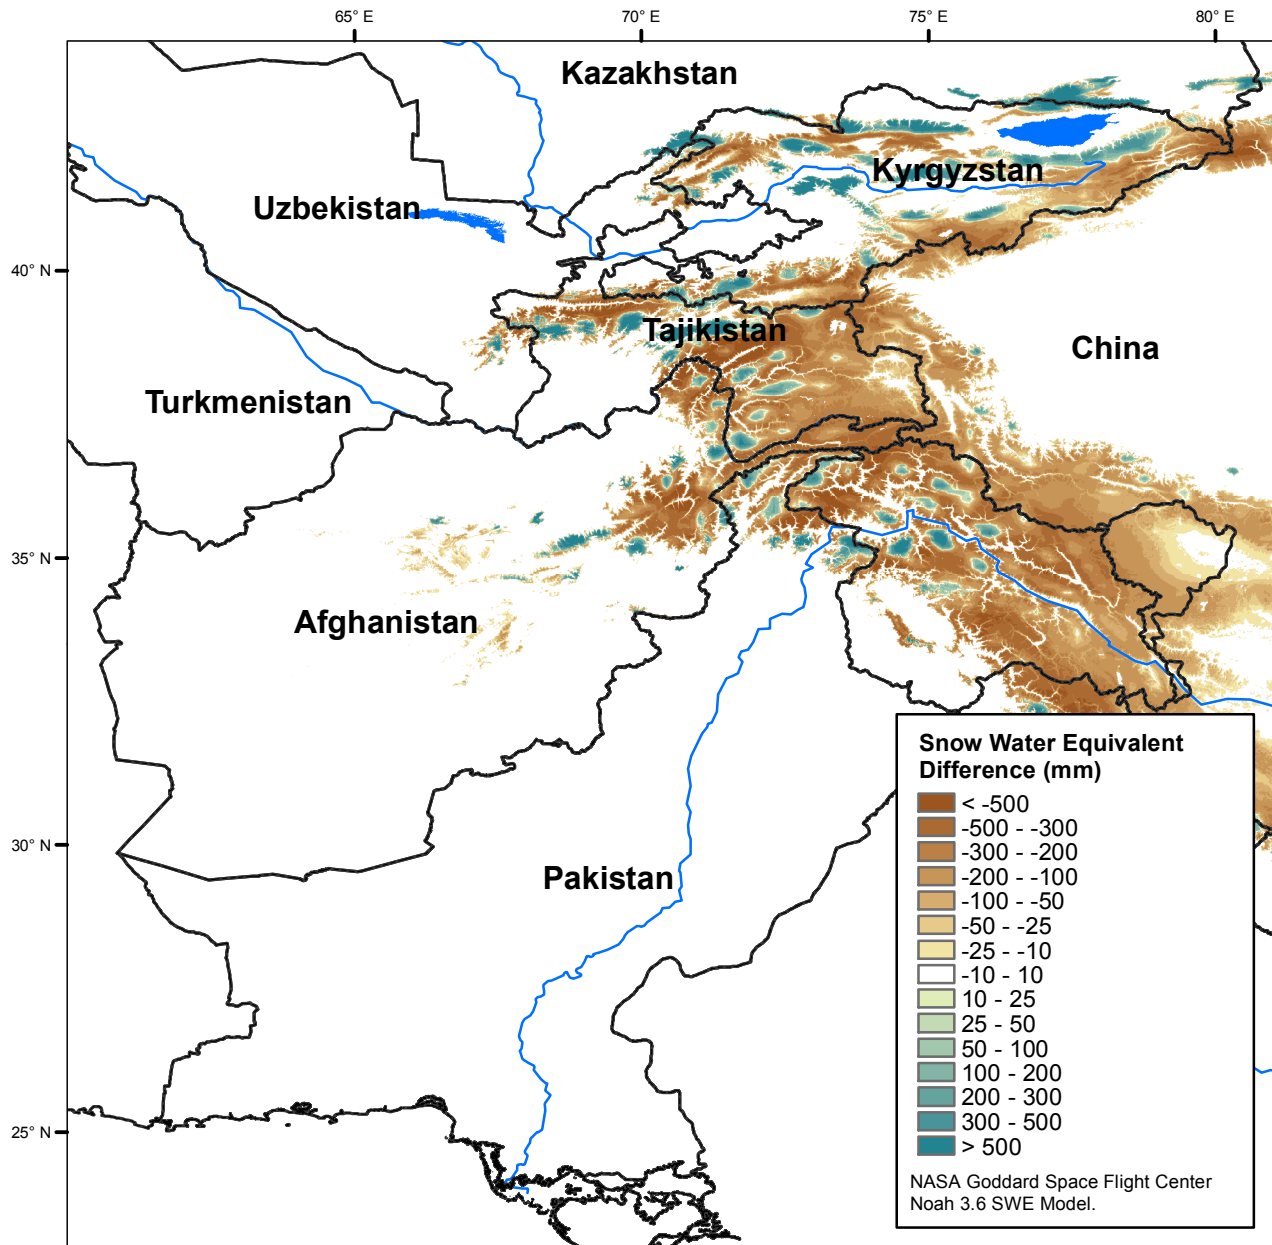 65° E
70° E
75° E
80° E
Kazakhstan
Kyrgyzstan
Uzbekistan
40° N
Tajikistan
China
Turkmenistan
35° N
Afghanistan
Snow Water Equivalent
Difference (mm)
< -500
-500 - -300
-300 - -200
-200 - -100
-100 - -50
-50 - -25
-25 - -10
-10 - 10
10 - 25
25 - 50
50 - 100
100 - 200
200 - 300
300 - 500
> 500
NASA Goddard Space Flight Center
Noah 3.6 SWE Model.
30° N
Pakistan
25° N